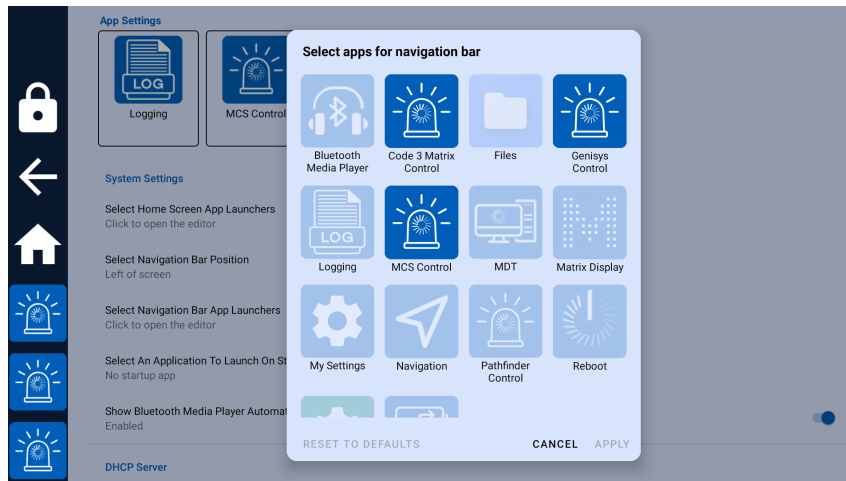 App Settings
LOG
Logging
MCS Control
System Settings
Select Home Screen App Launchers
Click to open the editor
Select Navigation Bar Position
Left of screen
Select Navigation Bar App Launchers
Click to open the editor
Select An Application To Launch On St
No startup app
Show Bluetooth Media Player Automat
Enabled
DHCP Server
Select apps for navigation bar
Bluetooth
Media Player
Code 3 Matrix
Control
Files
Genisys
Control
LOG
Logging
MCS Control
MDT
Matrix Display
My Settings
Navigation
Pathfinder
Control
Reboot
RESET TO DEFAULTS
CANCEL
APPLY